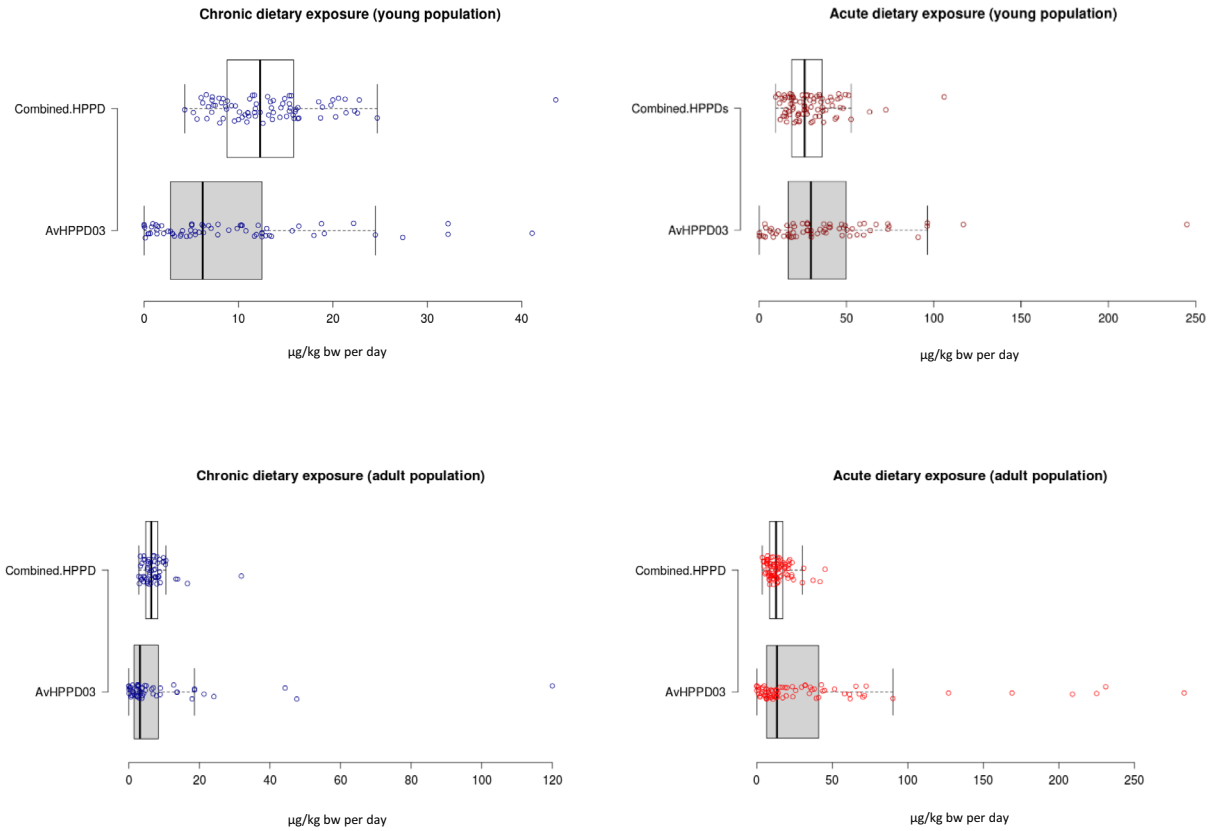 Chronic dietary exposure (young population)
Combined.HPPD
AvHPPD03
0 10 20 30 40
µg/kg bw per day
Acute dietary exposure (young population)
Combined.HPPDs
AvHPPD03
0 50 100 150 200 250
µg/kg bw per day
Chronic dietary exposure (adult population)
Combined.HPPD
AvHPPD03
0 20 40 60 80 100 120
µg/kg bw per day
Acute dietary exposure (adult population)
Combined.HPPD
AvHPPD03
0 50 100 150 200 250
µg/kg bw per day